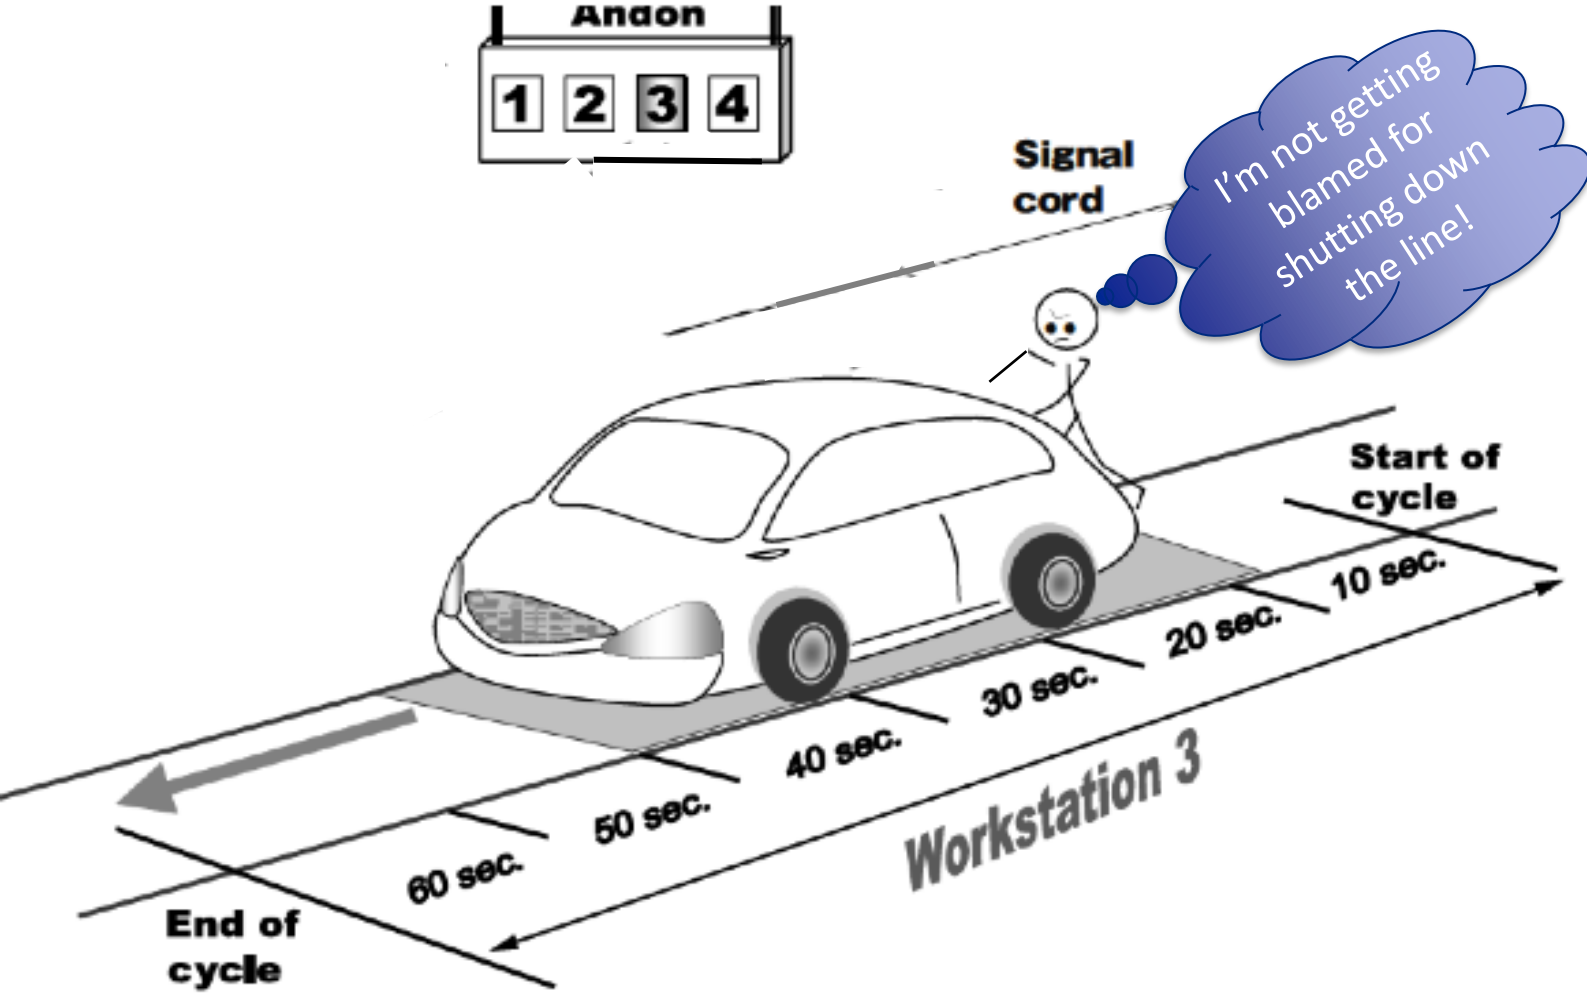 Andon
1 2 3 4
Signal
cord
I'm not getting
blamed for
shutting down
the line!
Start of
cycle
10 sec.
20 sec.
30 sec.
40 sec.
50 sec.
60 sec.
Workstation 3
End of
cycle